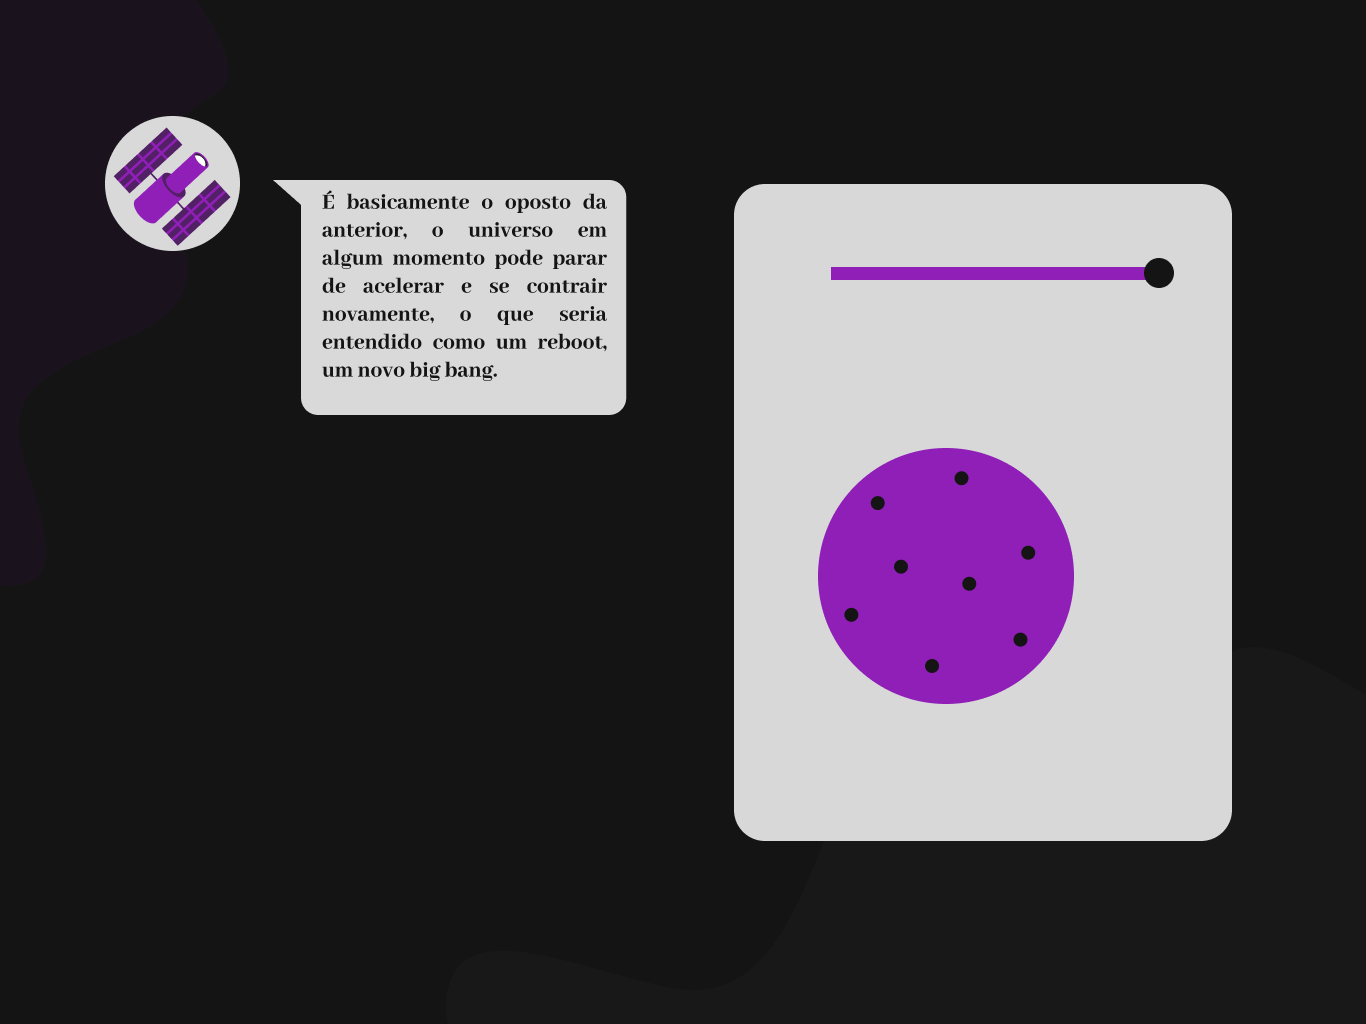 É basicamente o oposto da
anterior, o universo em
algum momento pode parar
de acelerar e se contrair
novamente, o que seria
entendido como um reboot,
um novo big bang.